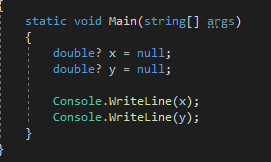 {
static void Main(string[] args)
{
double? x = null;
double? y = null;
Console.WriteLine(x);
Console.WriteLine(y);
}
}